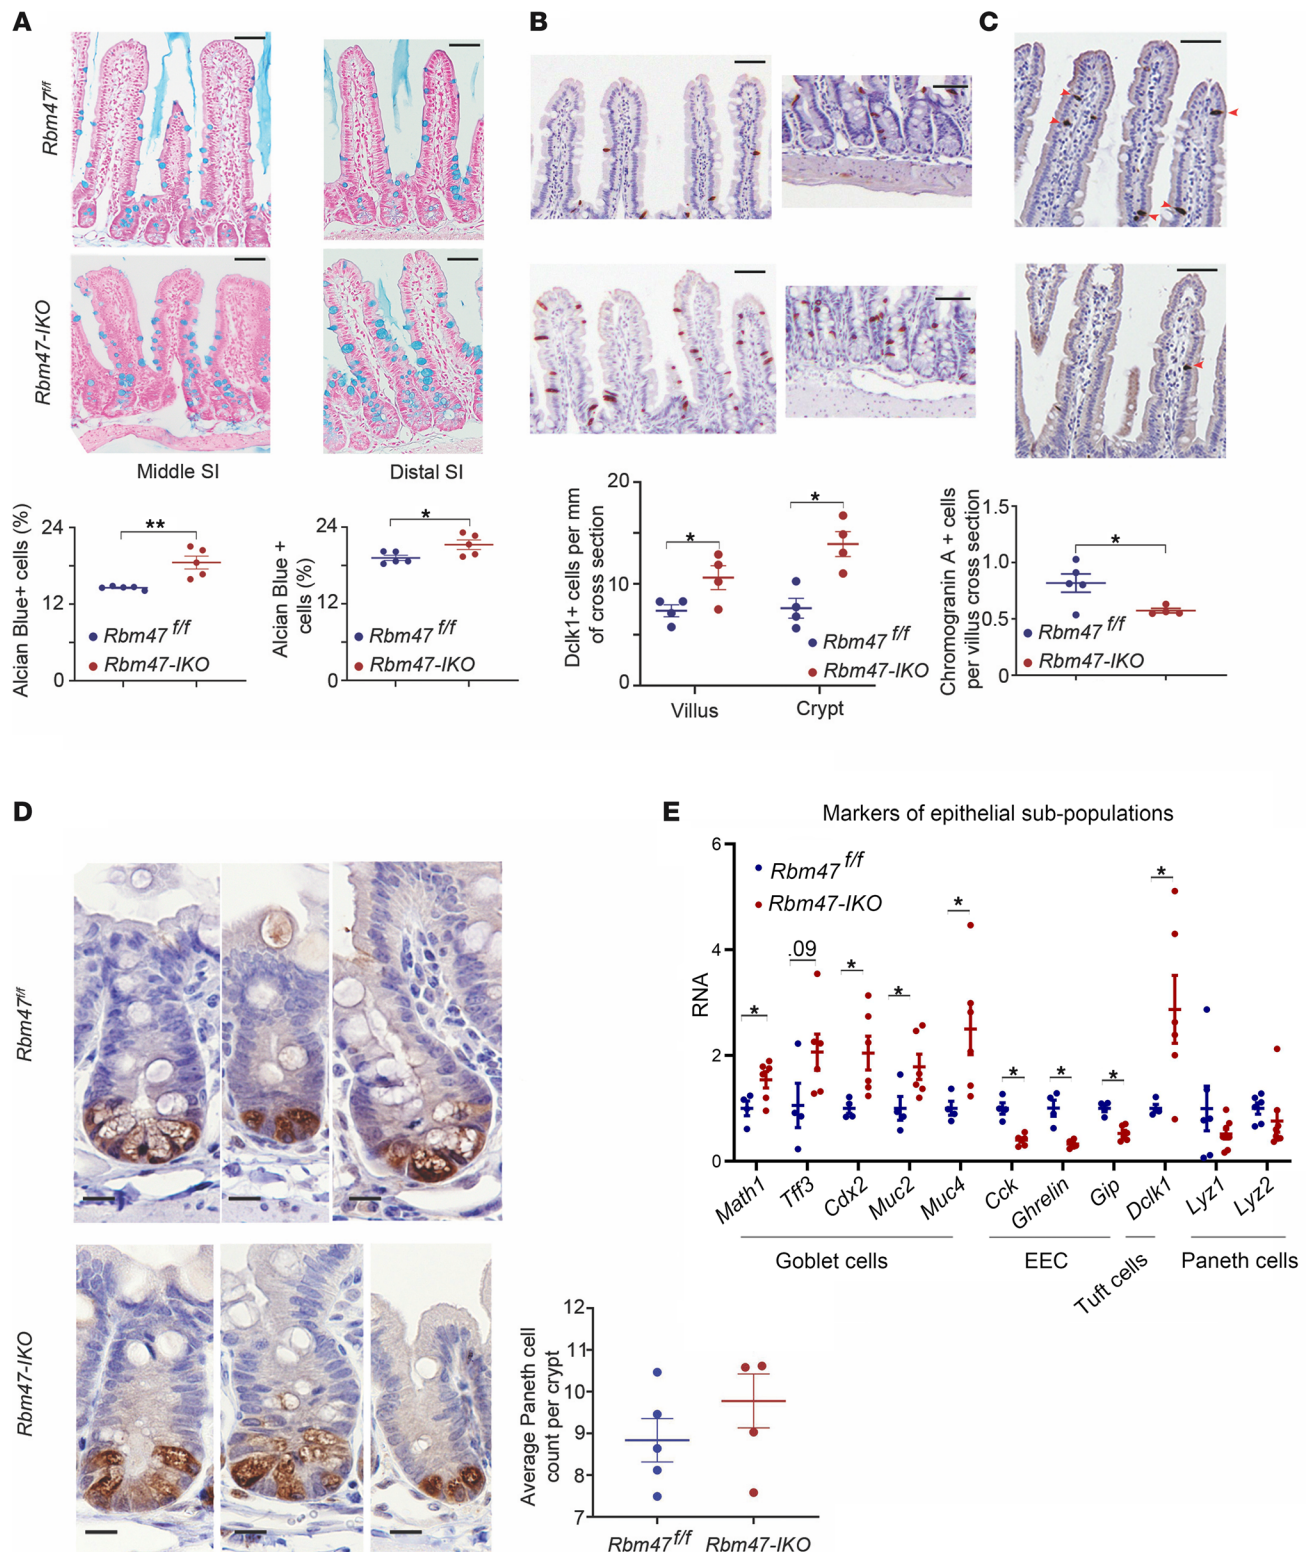 A
B
C
Rbm47f/f
Rbm47-IKO
Middle SI
Distal SI
Alcian Blue+ cells (%)
24
12
0
**
Rbm47 f/f
Rbm47-IKO
Alcian Blue +
cells (%)
24
12
0
*
Rbm47 f/f
Rbm47-IKO
Dclk1+ cells per mm
of cross section
20
10
0
*
*
Rbm47 f/f
Rbm47-IKO
Villus
Crypt
Chromogranin A + cells
per villus cross section
1.5
1.0
0.5
0
*
Rbm47 f/f
Rbm47-IKO
D
Rbm47f/f
Rbm47-IKO
Average Paneth cell
count per crypt
12
11
10
9
8
7
Rbm47f/f
Rbm47-IKO
E
Markers of epithelial sub-populations
RNA
6
4
2
0
Rbm47 f/f
Rbm47-IKO
*
.09
*
*
*
*
*
*
*
Math1
Tff3
Cdx2
Muc2
Muc4
Cck
Ghrelin
Gip
Dclk1
Lyz1
Lyz2
Goblet cells
EEC
Tuft cells
Paneth cells